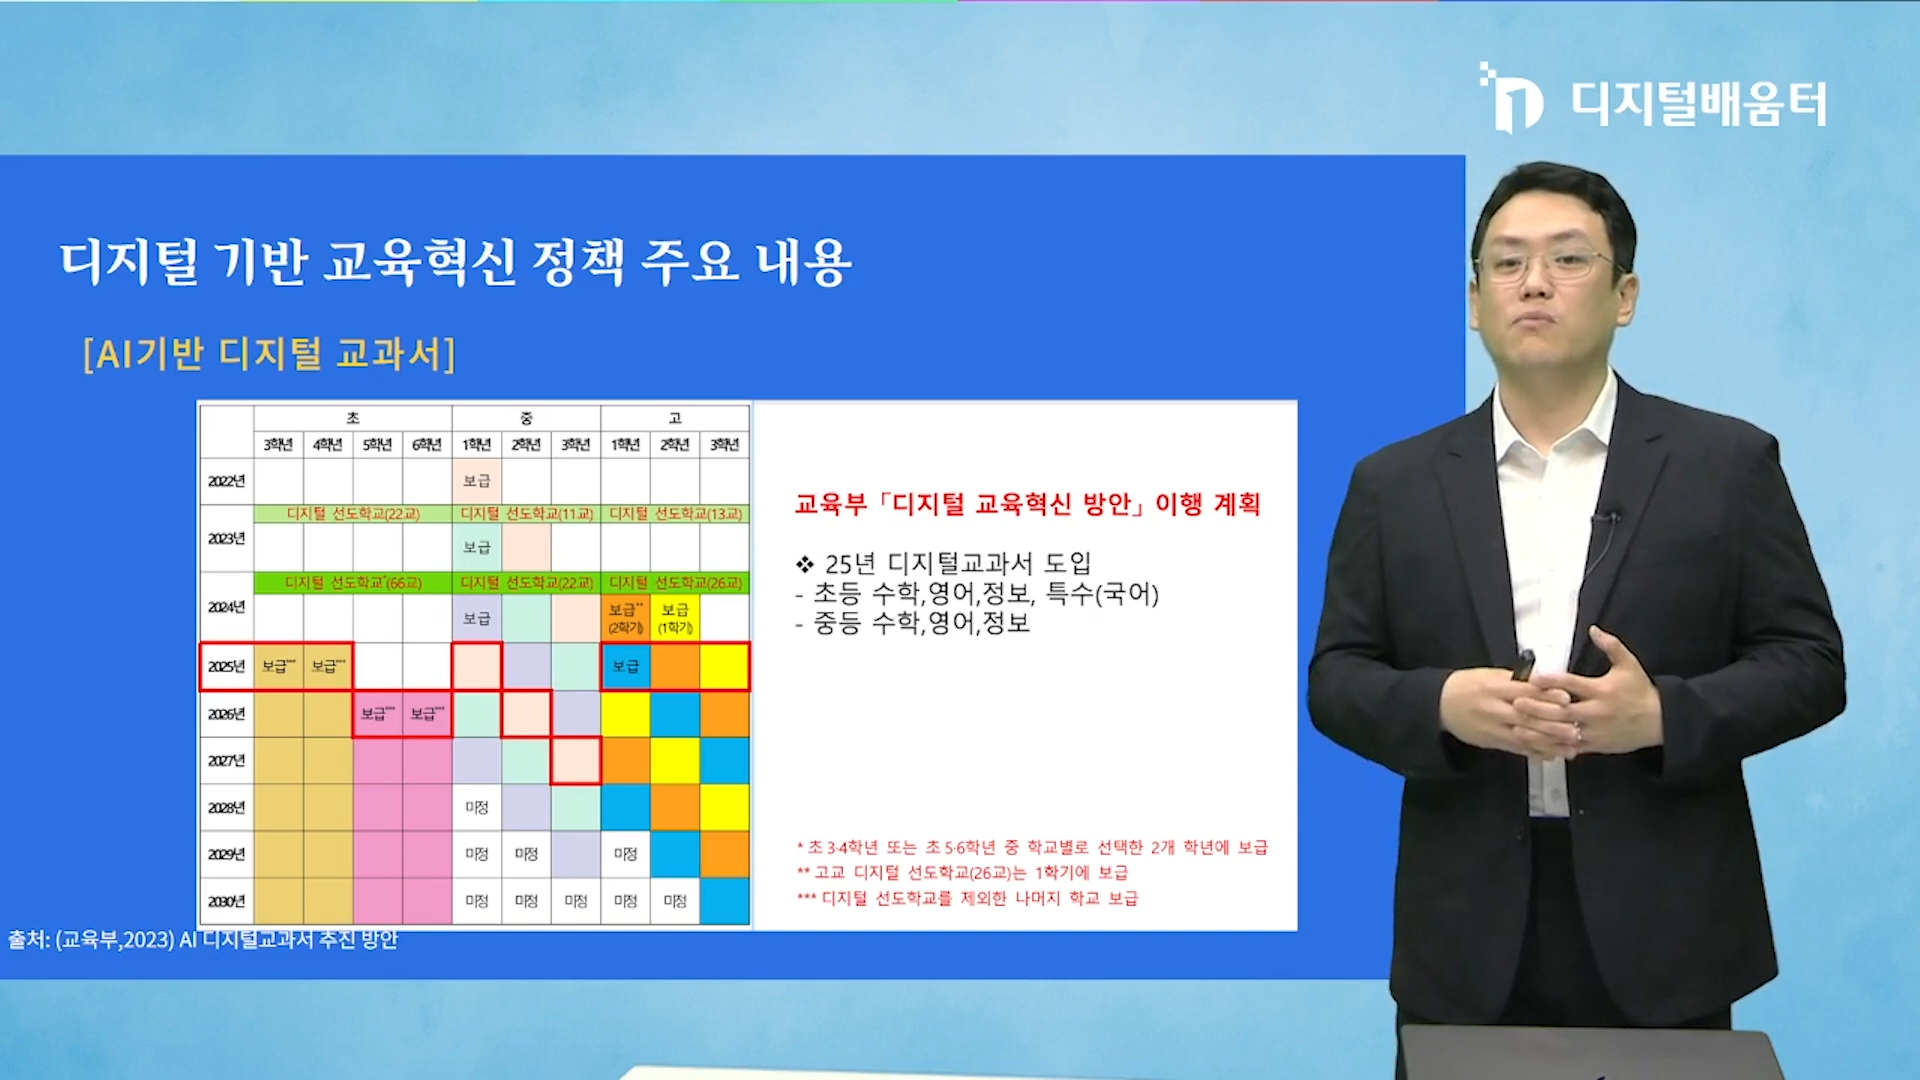 디지털배움터
디지털 기반 교육혁신 정책 주요 내용
[AI기반 디지털 교과서]
초 중 고
3학년 4학년 5학년 6학년 1학년 2학년 3학년 1학년 2학년 3학년
2022년 보급
디지털 선도학교(22교) 디지털 선도학교(11교) 디지털 선도학교(13교)
2023년 보급
디지털 선도학교*(66교) 디지털 선도학교(22교) 디지털 선도학교(26교)
2024년 보급 보급** 보급
(2학기) (1학기)
2025년 보급*** 보급*** 보급
2026년 보급*** 보급***
2027년
2028년 미정
2029년 미정 미정 미정
2030년 미정 미정 미정 미정 미정
교육부 「디지털 교육혁신 방안」 이행 계획
❖ 25년 디지털교과서 도입
- 초등 수학,영어,정보, 특수(국어)
- 중등 수학,영어,정보
* 초 3·4학년 또는 초 5·6학년 중 학교별로 선택한 2개 학년에 보급
** 고교 디지털 선도학교(26교)는 1학기에 보급
*** 디지털 선도학교를 제외한 나머지 학교 보급
출처: (교육부,2023) AI 디지털교과서 추진 방안